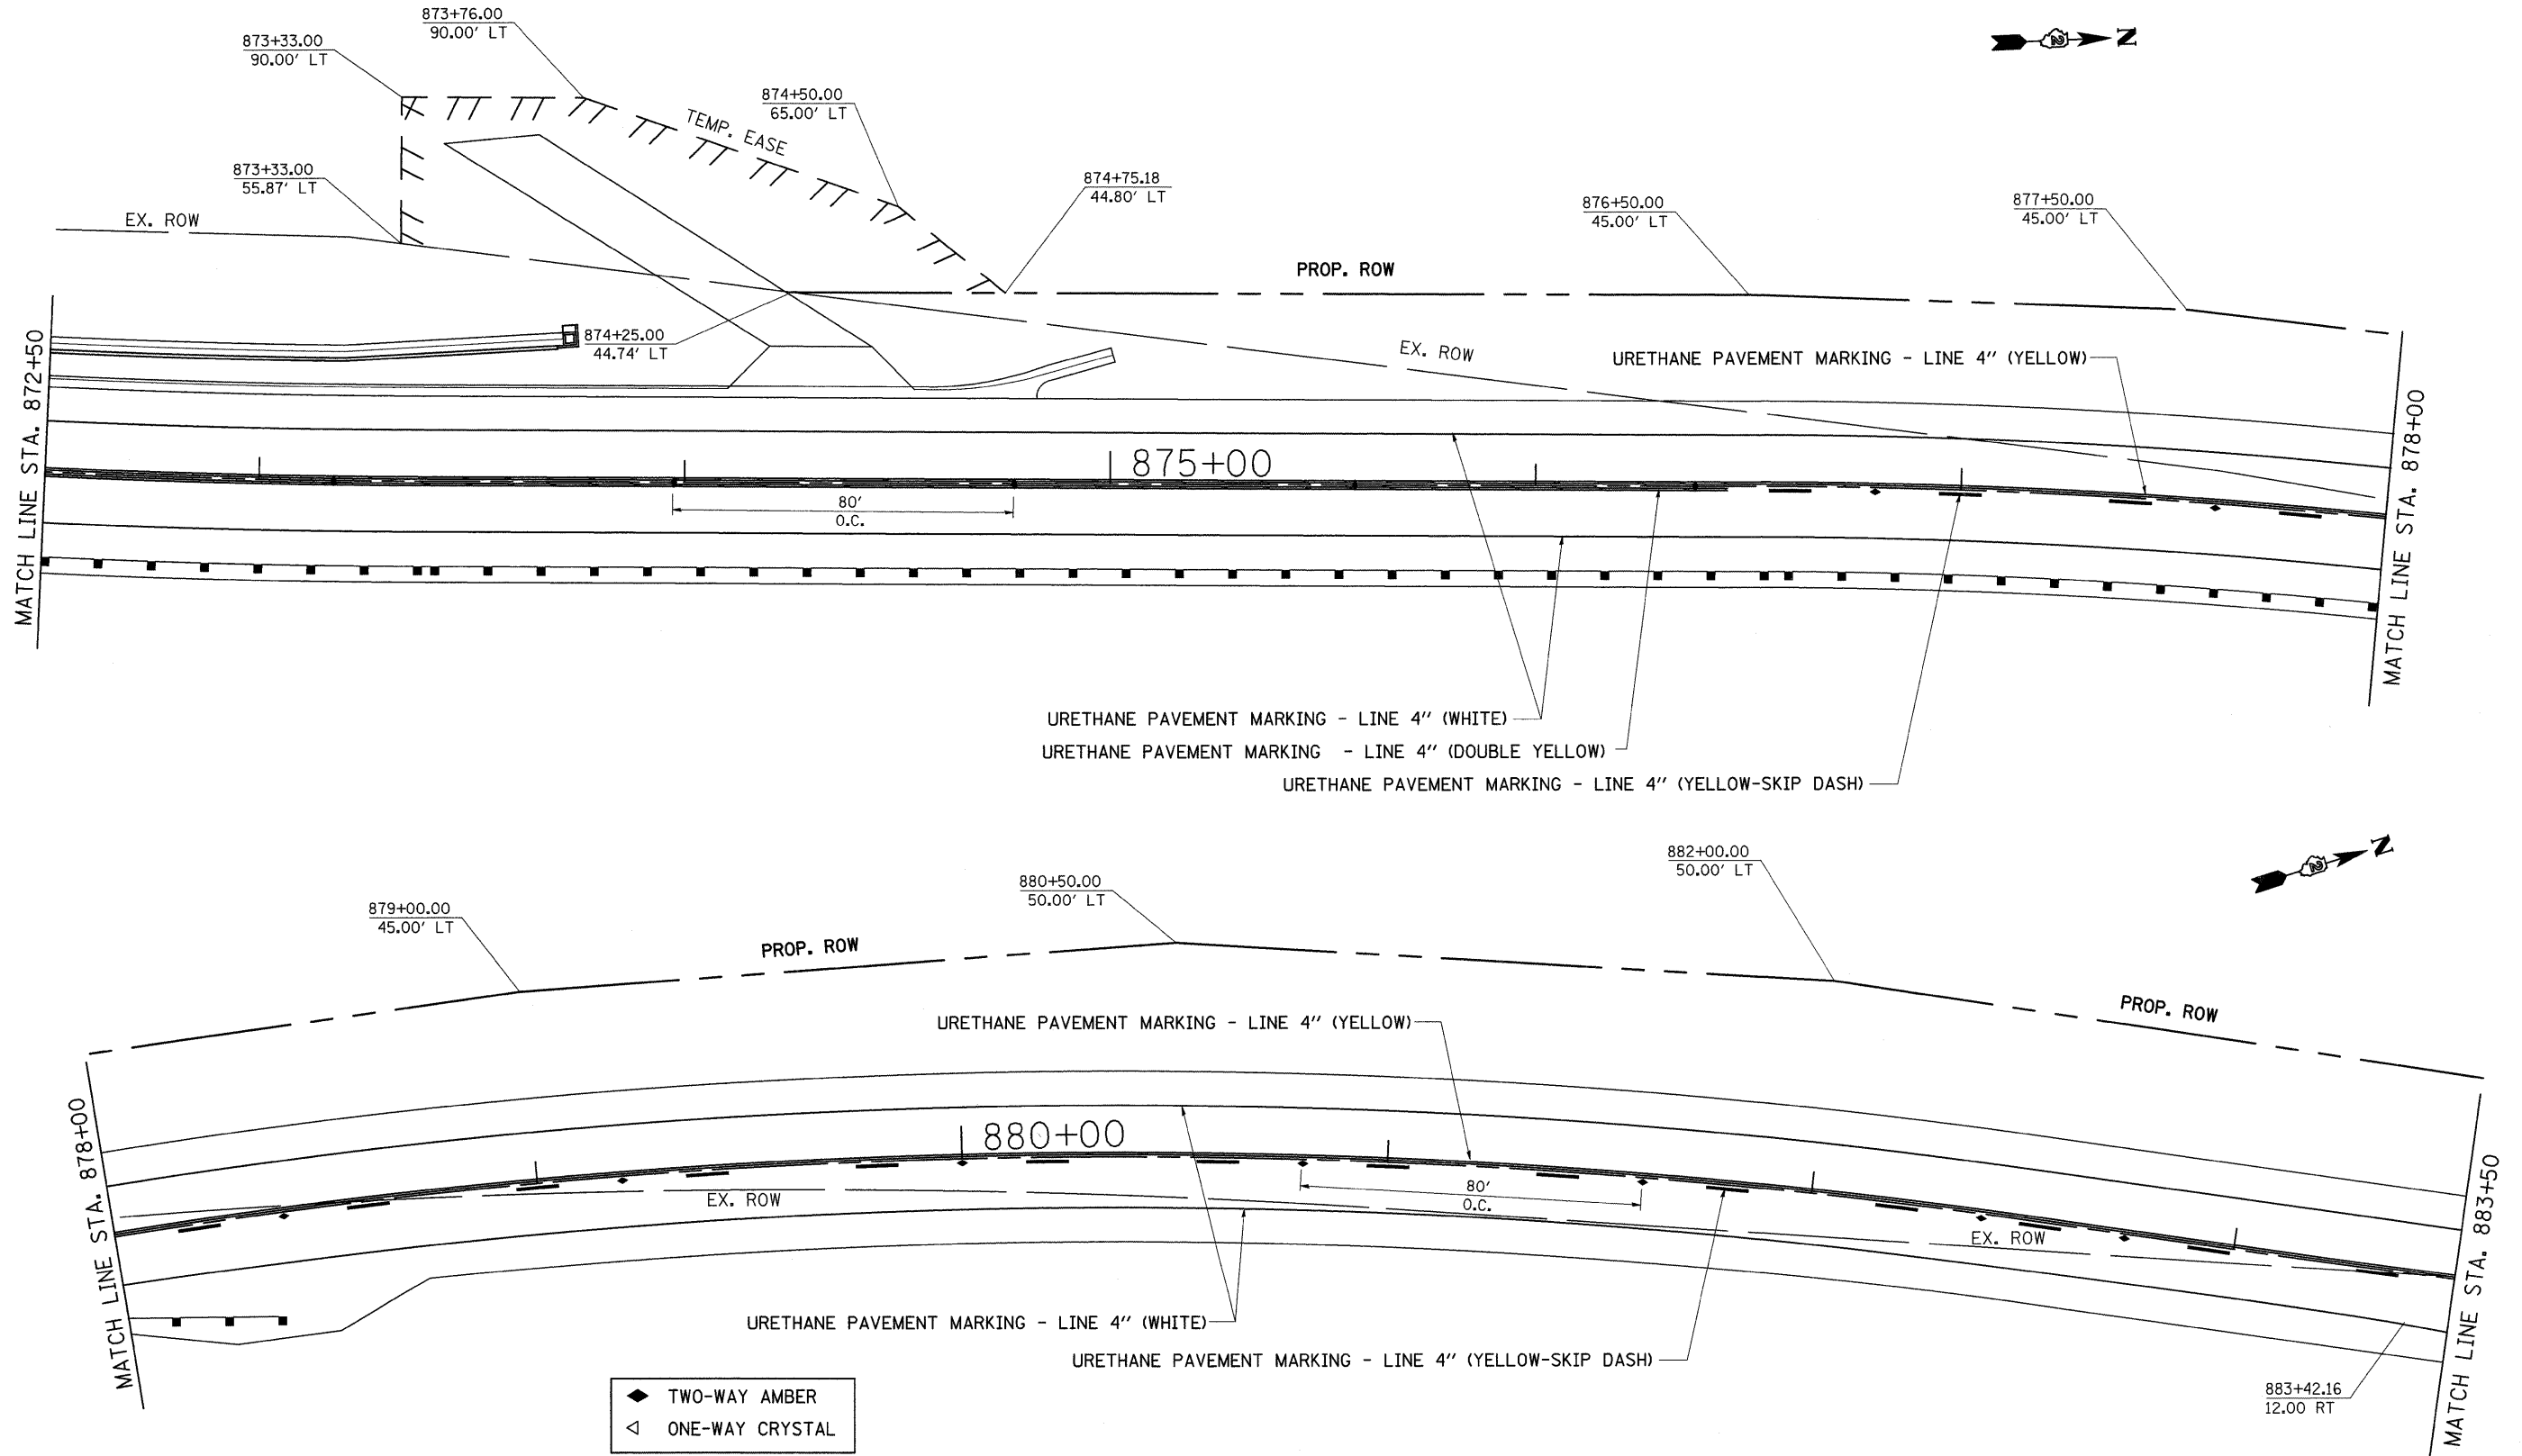 873+76.00
90.00' LT
873+33.00
90.00' LT
N
2
874+50.00
65.00' LT
TEMP. EASE
873+33.00
55.87' LT
874+75.18
44.80' LT
876+50.00
45.00' LT
877+50.00
45.00' LT
EX. ROW
PROP. ROW
874+25.00
44.74' LT
EX. ROW
URETHANE PAVEMENT MARKING - LINE 4" (YELLOW)
MATCH LINE STA. 872+50
875+00
MATCH LINE STA. 878+00
80'
O.C.
URETHANE PAVEMENT MARKING - LINE 4" (WHITE)
URETHANE PAVEMENT MARKING - LINE 4" (DOUBLE YELLOW)
URETHANE PAVEMENT MARKING - LINE 4" (YELLOW-SKIP DASH)
N
2
882+00.00
50.00' LT
880+50.00
50.00' LT
879+00.00
45.00' LT
PROP. ROW
PROP. ROW
URETHANE PAVEMENT MARKING - LINE 4" (YELLOW)
880+00
MATCH LINE STA. 878+00
EX. ROW
80'
O.C.
EX. ROW
MATCH LINE STA. 883+50
URETHANE PAVEMENT MARKING - LINE 4" (WHITE)
URETHANE PAVEMENT MARKING - LINE 4" (YELLOW-SKIP DASH)
883+42.16
12.00 RT
TWO-WAY AMBER
ONE-WAY CRYSTAL